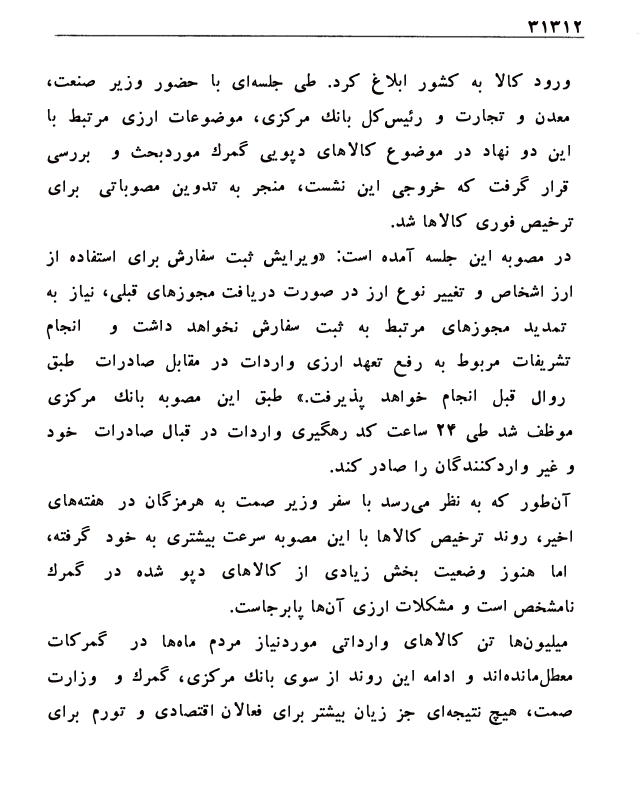 ۳۱۳۱۲
ورود کالا به کشور ابلاغ کرد. طی جلسه‌ای با حضور وزیر صنعت،
معدن و تجارت و رئیس‌کل بانك مرکزی، موضوعات ارزی مرتبط با
این دو نهاد در موضوع کالاهای دپویی گمرك موردبحث و بررسی
قرار گرفت که خروجی این نشست، منجر به تدوین مصوباتی برای
ترخیص فوری کالاها شد.
در مصوبه این جلسه آمده است: «ویرایش ثبت سفارش برای استفاده از
ارز اشخاص و تغییر نوع ارز در صورت دریافت مجوزهای قبلی، نیاز به
تمدید مجوزهای مرتبط به ثبت سفارش نخواهد داشت و انجام
تشریفات مربوط به رفع تعهد ارزی واردات در مقابل صادرات طبق
روال قبل انجام خواهد پذیرفت.» طبق این مصوبه بانك مرکزی
موظف شد طی ۲۴ ساعت کد رهگیری واردات در قبال صادرات خود
و غیر واردکنندگان را صادر کند.
آن‌طور که به نظر می‌رسد با سفر وزیر صمت به هرمزگان در هفته‌های
اخیر، روند ترخیص کالاها با این مصوبه سرعت بیشتری به خود گرفته،
اما هنوز وضعیت بخش زیادی از کالاهای دپو شده در گمرك
نامشخص است و مشکلات ارزی آن‌ها پابرجاست.
میلیون‌ها تن کالاهای وارداتی موردنیاز مردم ماه‌ها در گمرکات
معطل‌مانده‌اند و ادامه این روند از سوی بانك مرکزی، گمرك و وزارت
صمت، هیچ نتیجه‌ای جز زیان بیشتر برای فعالان اقتصادی و تورم برای